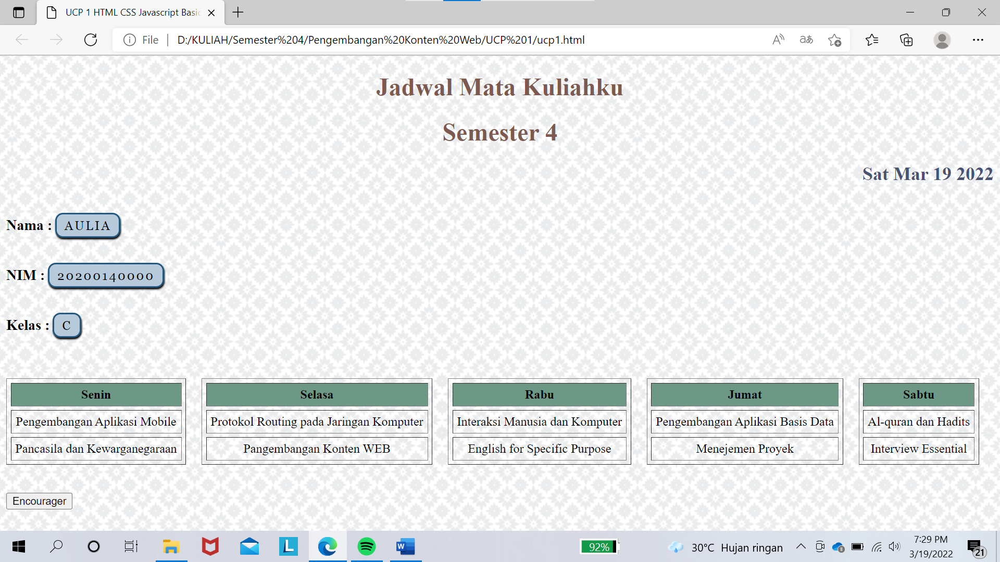 UCP 1 HTML CSS Javascript Basic
File
D:/KULIAH/Semester%204/Pengembangan%20Konten%20Web/UCP%201/ucp1.html
Jadwal Mata Kuliahku
Semester 4
Sat Mar 19 2022
Nama : AULIA
NIM : 20200140000
Kelas : C
Senin Selasa Rabu Jumat Sabtu
Pengembangan Aplikasi Mobile Protokol Routing pada Jaringan Komputer Interaksi Manusia dan Komputer Pengembangan Aplikasi Basis Data Al-quran dan Hadits
Pancasila dan Kewarganegaraan Pangembangan Konten WEB English for Specific Purpose Menejemen Proyek Interview Essential
Encourager
92% 30°C Hujan ringan 7:29 PM
3/19/2022
21